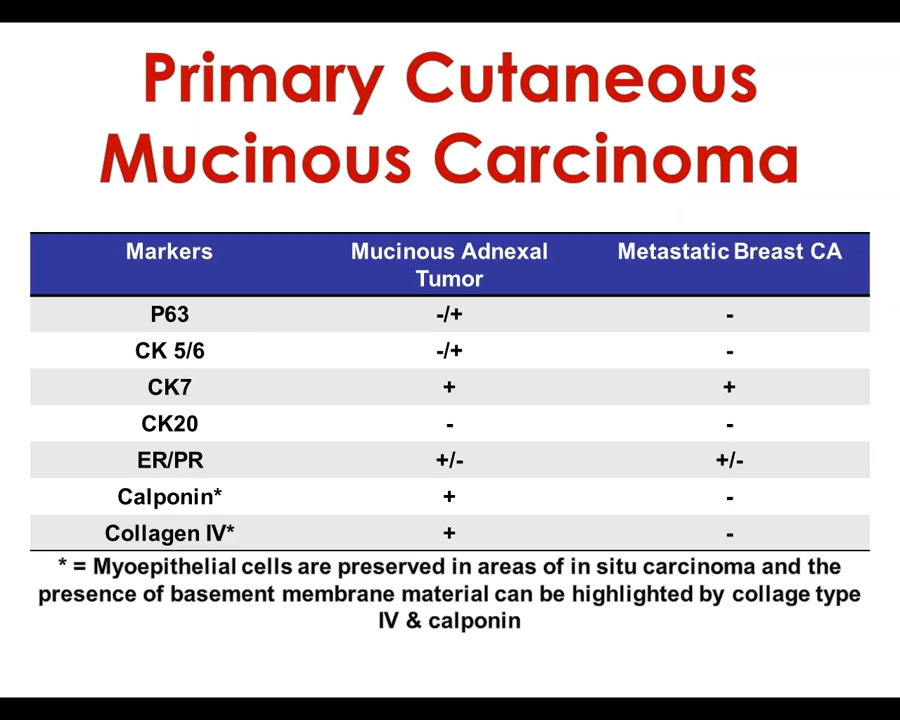 Primary Cutaneous
Mucinous Carcinoma
Markers Mucinous Adnexal Tumor Metastatic Breast CA
P63 -/+ -
CK 5/6 -/+ -
CK7 + +
CK20 - -
ER/PR +/- +/-
Calponin* + -
Collagen IV* + -
* = Myoepithelial cells are preserved in areas of in situ carcinoma and the
presence of basement membrane material can be highlighted by collage type
IV & calponin